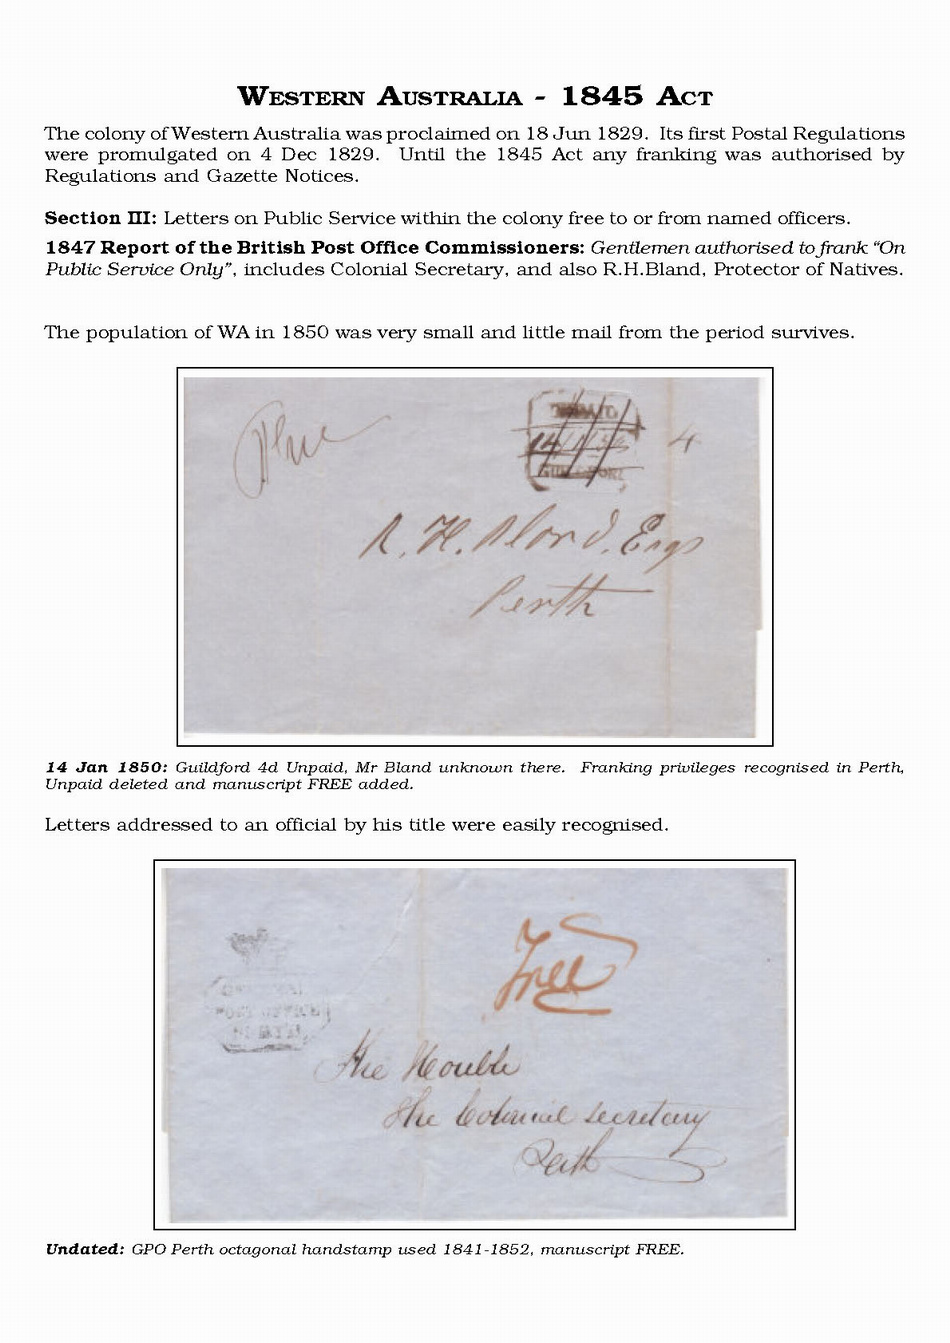 Western Australia - 1845 Act
The colony of Western Australia was proclaimed on 18 Jun 1829. Its first Postal Regulations
were promulgated on 4 Dec 1829. Until the 1845 Act any franking was authorised by
Regulations and Gazette Notices.
Section III: Letters on Public Service within the colony free to or from named officers.
1847 Report of the British Post Office Commissioners: Gentlemen authorised to frank “On
Public Service Only”, includes Colonial Secretary, and also R.H.Bland, Protector of Natives.
The population of WA in 1850 was very small and little mail from the period survives.
Free
4
R. H. Bland. Esqr
Perth
14 Jan 1850: Guildford 4d Unpaid, Mr Bland unknown there. Franking privileges recognised in Perth,
Unpaid deleted and manuscript FREE added.
Letters addressed to an official by his title were easily recognised.
Free
POST OFFICE
The Honble
The Colonial Secretary
Perth
Undated: GPO Perth octagonal handstamp used 1841-1852, manuscript FREE.